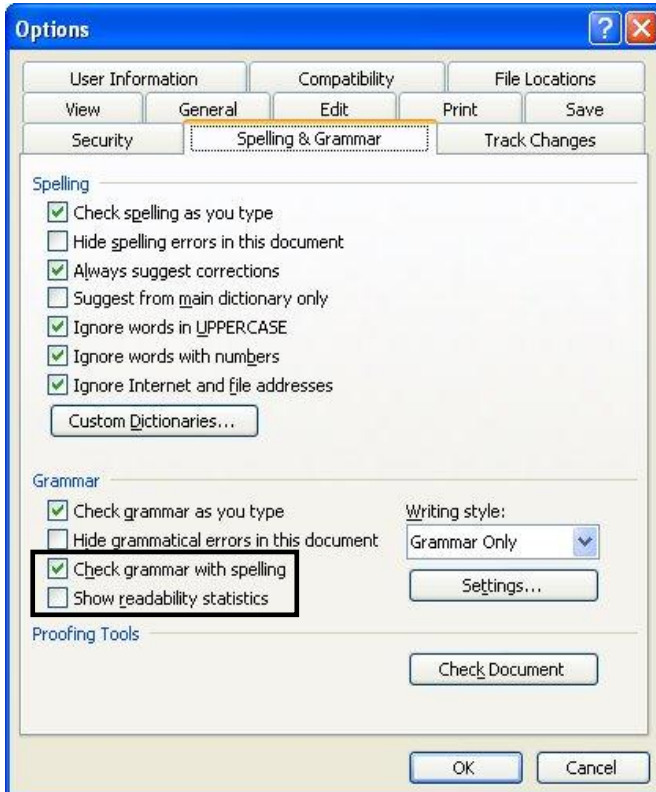 Options
User Information Compatibility File Locations
View General Edit Print Save
Security Spelling & Grammar Track Changes
Spelling
Check spelling as you type
Hide spelling errors in this document
Always suggest corrections
Suggest from main dictionary only
Ignore words in UPPERCASE
Ignore words with numbers
Ignore Internet and file addresses
Custom Dictionaries...
Grammar
Check grammar as you type Writing style:
Hide grammatical errors in this document Grammar Only
Check grammar with spelling
Settings...
Show readability statistics
Proofing Tools
Check Document
OK Cancel